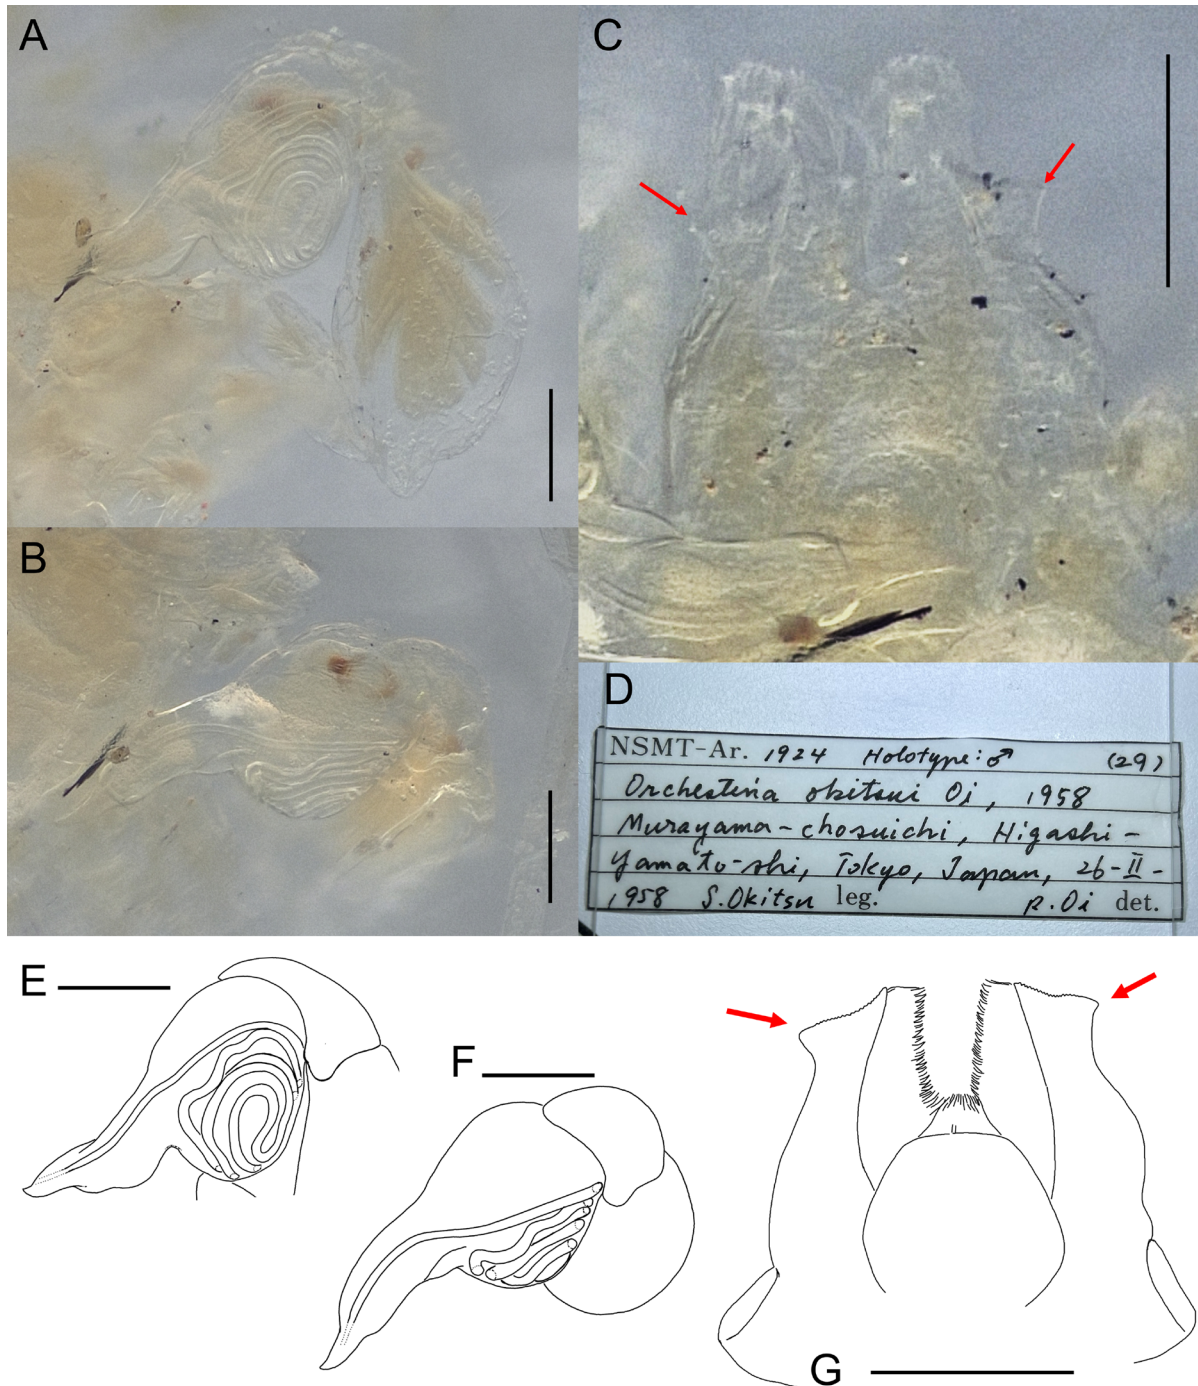 A
C
B
D
NSMT-Ar. 1924 Holotype: ♂ (29)
Orchestina okitsui Oi, 1958
Murayama-chosuichi, Higashi-
yamato-shi, Tokyo, Japan, 26-II-
1958 S. Okitsu leg. R. Oi det.
E
F
G